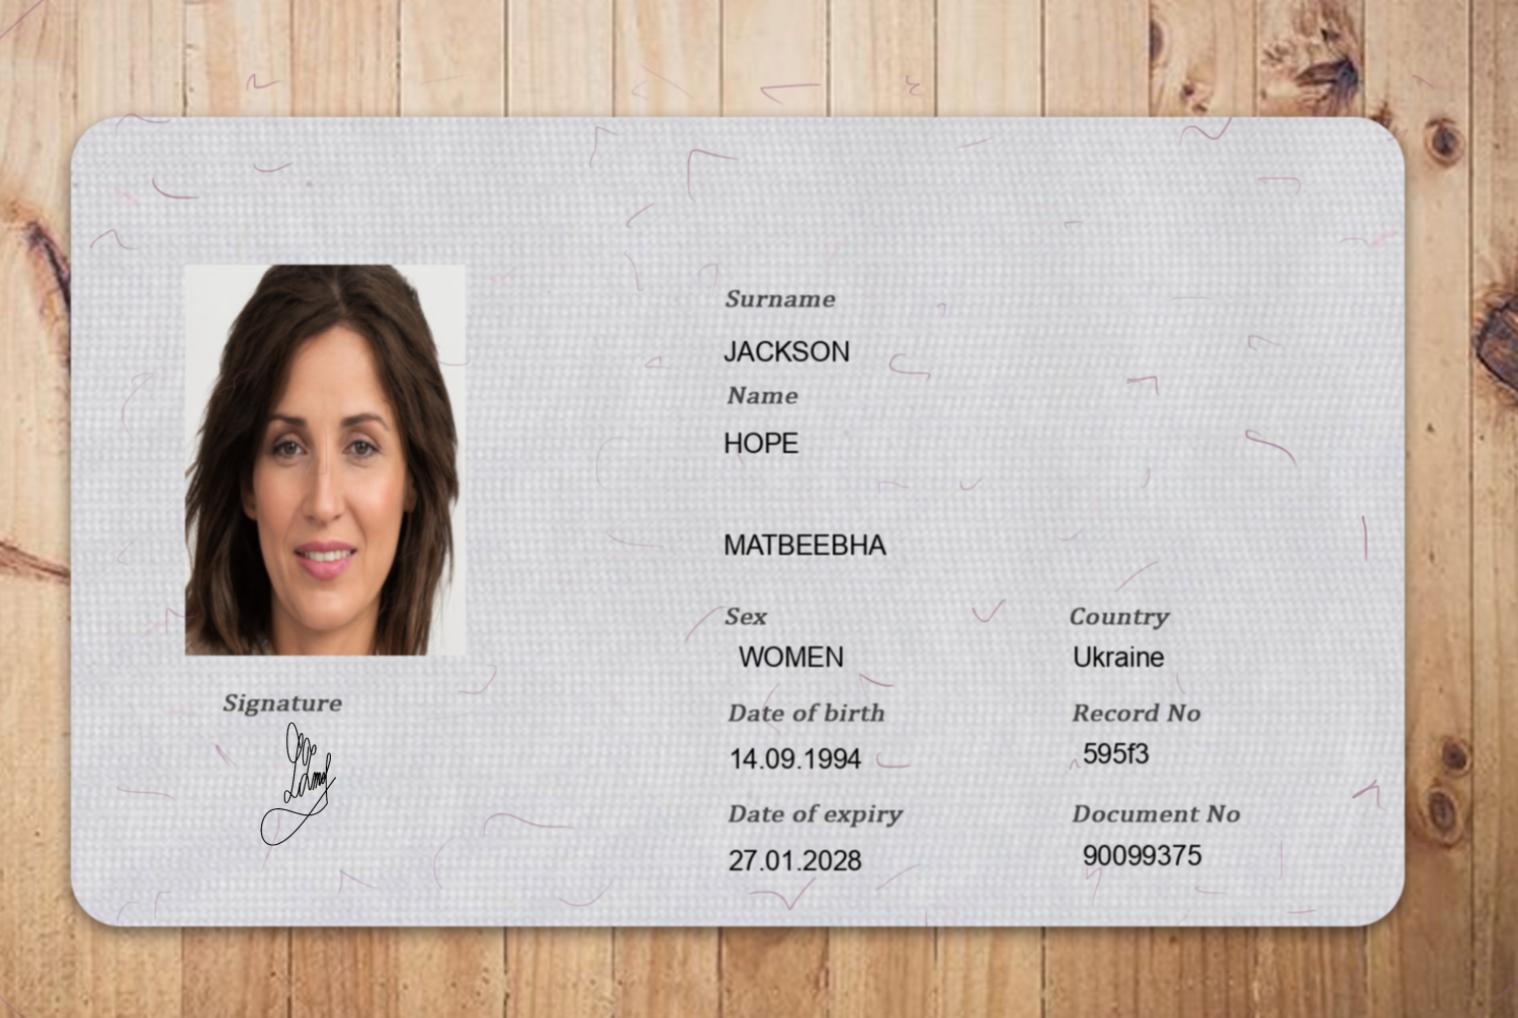 Surname
JACKSON
Name
HOPE
MATBEEBHA
Sex
Country
WOMEN
Ukraine
Date of birth
Record No
14.09.1994
595f3
Date of expiry
Document No
27.01.2028
90099375
Signature